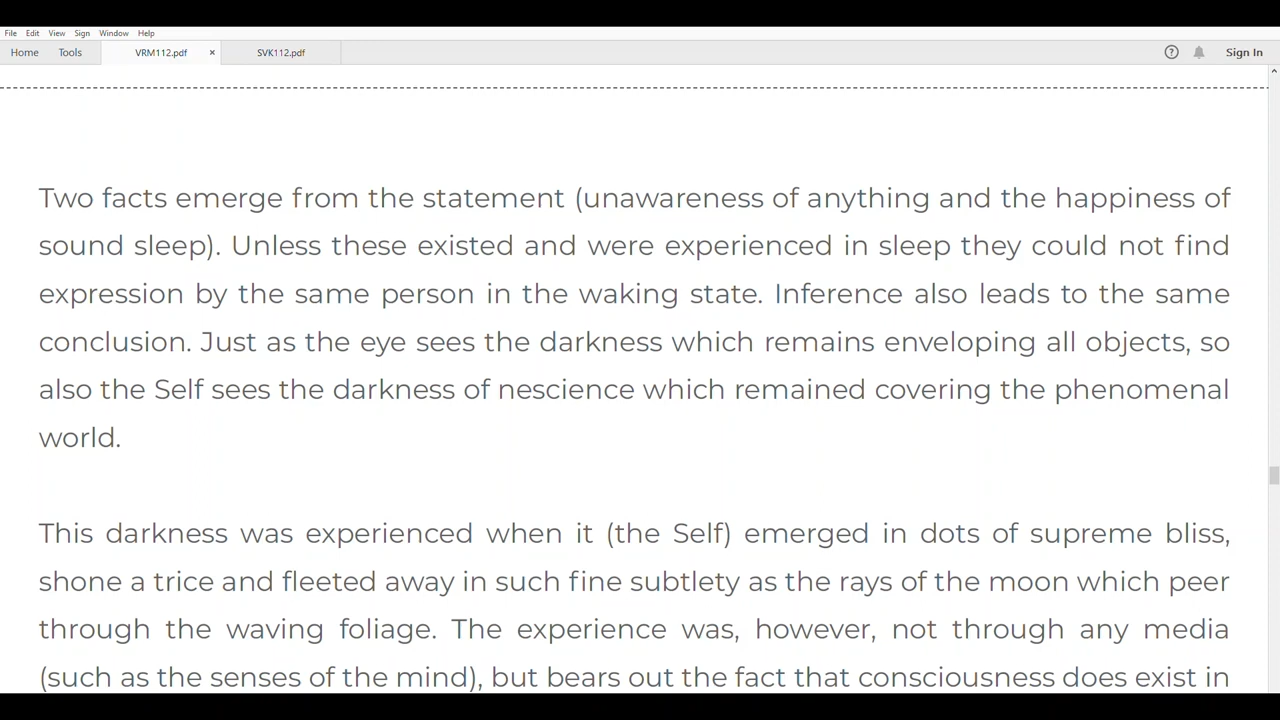 File Edit View Sign Window Help
Home Tools VRM112.pdf × SVK112.pdf ? Sign In
Two facts emerge from the statement (unawareness of anything and the happiness of
sound sleep). Unless these existed and were experienced in sleep they could not find
expression by the same person in the waking state. Inference also leads to the same
conclusion. Just as the eye sees the darkness which remains enveloping all objects, so
also the Self sees the darkness of nescience which remained covering the phenomenal
world.
This darkness was experienced when it (the Self) emerged in dots of supreme bliss,
shone a trice and fleeted away in such fine subtlety as the rays of the moon which peer
through the waving foliage. The experience was, however, not through any media
(such as the senses of the mind), but bears out the fact that consciousness does exist in